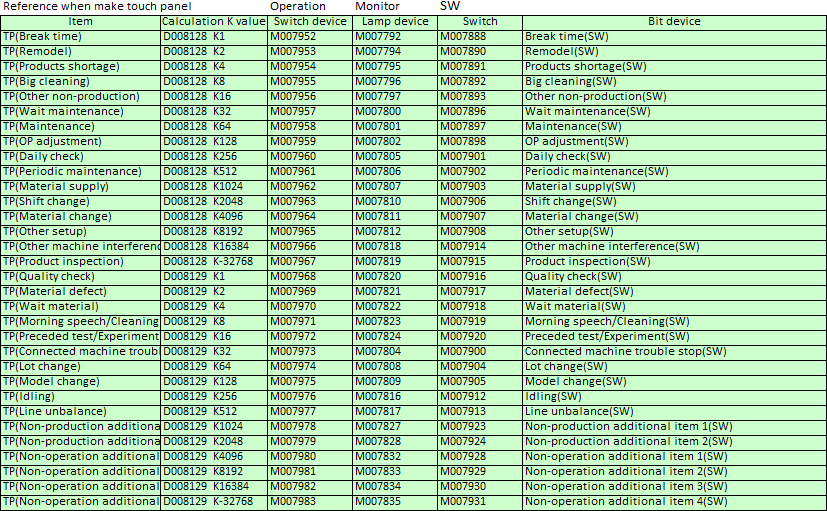 Reference when make touch panel Operation Monitor SW
Item Calculation K value Switch device Lamp device Switch Bit device
TP(Break time) D008128 K1 M007952 M007792 M007888 Break time(SW)
TP(Remodel) D008128 K2 M007953 M007794 M007890 Remodel(SW)
TP(Products shortage) D008128 K4 M007954 M007795 M007891 Products shortage(SW)
TP(Big cleaning) D008128 K8 M007955 M007796 M007892 Big cleaning(SW)
TP(Other non-production) D008128 K16 M007956 M007797 M007893 Other non-production(SW)
TP(Wait maintenance) D008128 K32 M007957 M007800 M007896 Wait maintenance(SW)
TP(Maintenance) D008128 K64 M007958 M007801 M007897 Maintenance(SW)
TP(OP adjustment) D008128 K128 M007959 M007802 M007898 OP adjustment(SW)
TP(Daily check) D008128 K256 M007960 M007805 M007901 Daily check(SW)
TP(Periodic maintenance) D008128 K512 M007961 M007806 M007902 Periodic maintenance(SW)
TP(Material supply) D008128 K1024 M007962 M007807 M007903 Material supply(SW)
TP(Shift change) D008128 K2048 M007963 M007810 M007906 Shift change(SW)
TP(Material change) D008128 K4096 M007964 M007811 M007907 Material change(SW)
TP(Other setup) D008128 K8192 M007965 M007812 M007908 Other setup(SW)
TP(Other machine interferenc D008128 K16384 M007966 M007818 M007914 Other machine interference(SW)
TP(Product inspection) D008128 K-32768 M007967 M007819 M007915 Product inspection(SW)
TP(Quality check) D008129 K1 M007968 M007820 M007916 Quality check(SW)
TP(Material defect) D008129 K2 M007969 M007821 M007917 Material defect(SW)
TP(Wait material) D008129 K4 M007970 M007822 M007918 Wait material(SW)
TP(Morning speech/Cleaning D008129 K8 M007971 M007823 M007919 Morning speech/Cleaning(SW)
TP(Preceded test/Experiment D008129 K16 M007972 M007824 M007920 Preceded test/Experiment(SW)
TP(Connected machine troubl D008129 K32 M007973 M007804 M007900 Connected machine trouble stop(SW)
TP(Lot change) D008129 K64 M007974 M007808 M007904 Lot change(SW)
TP(Model change) D008129 K128 M007975 M007809 M007905 Model change(SW)
TP(Idling) D008129 K256 M007976 M007816 M007912 Idling(SW)
TP(Line unbalance) D008129 K512 M007977 M007817 M007913 Line unbalance(SW)
TP(Non-production additiona D008129 K1024 M007978 M007827 M007923 Non-production additional item 1(SW)
TP(Non-production additiona D008129 K2048 M007979 M007828 M007924 Non-production additional item 2(SW)
TP(Non-operation additional D008129 K4096 M007980 M007832 M007928 Non-operation additional item 1(SW)
TP(Non-operation additional D008129 K8192 M007981 M007833 M007929 Non-operation additional item 2(SW)
TP(Non-operation additional D008129 K16384 M007982 M007834 M007930 Non-operation additional item 3(SW)
TP(Non-operation additional D008129 K-32768 M007983 M007835 M007931 Non-operation additional item 4(SW)